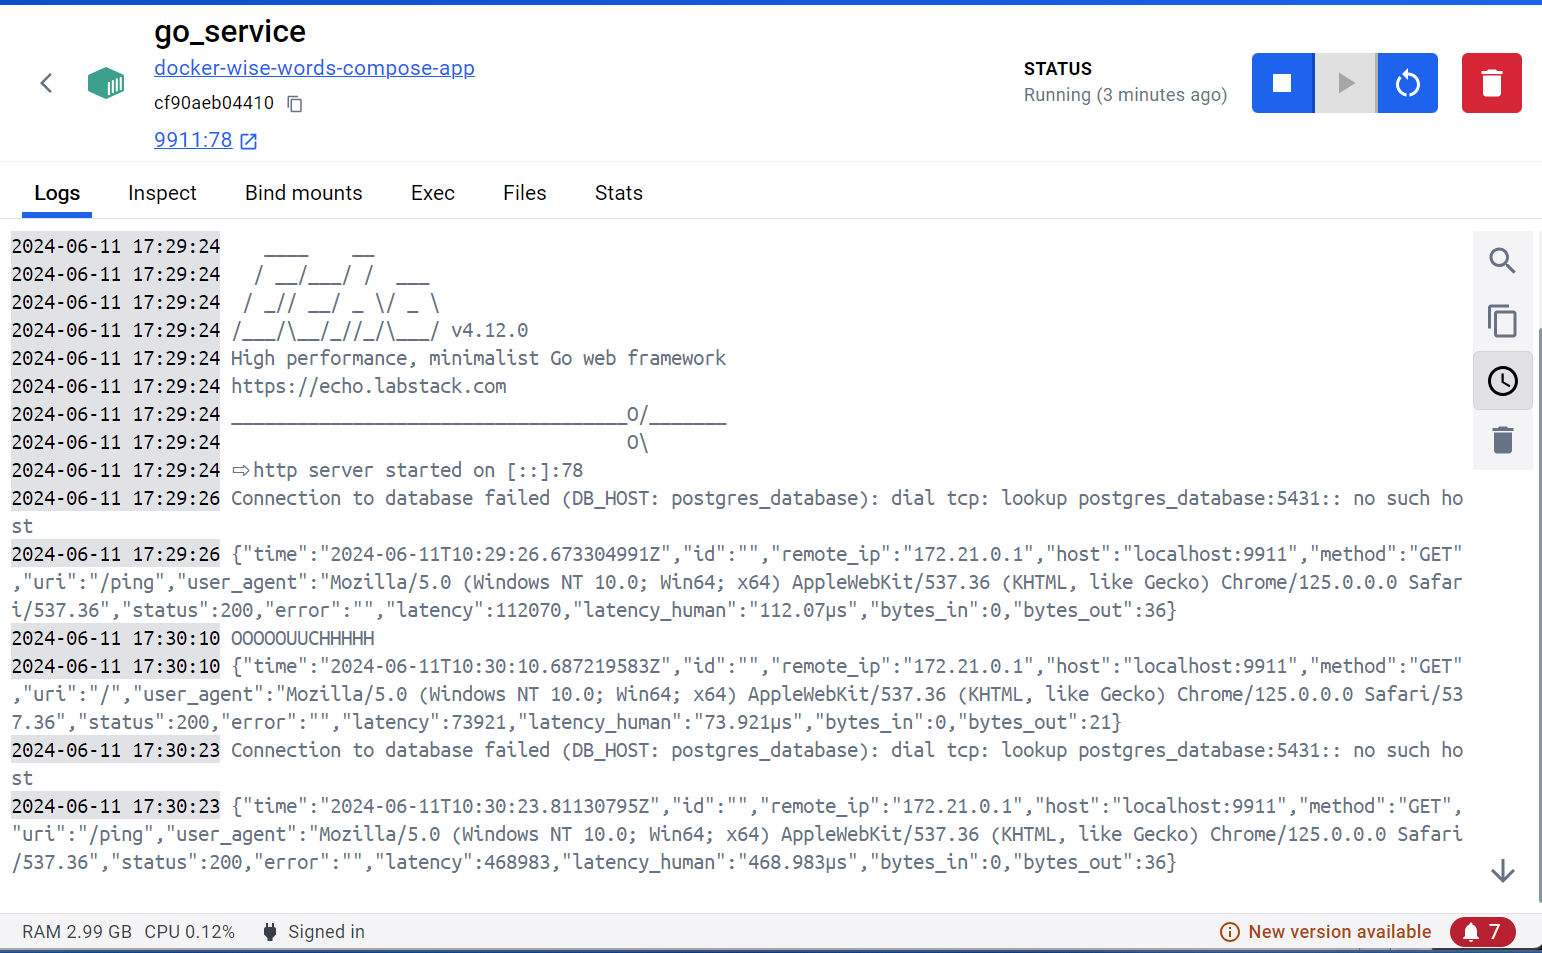 go_service
docker-wise-words-compose-app
cf90aeb04410
9911:78
STATUS
Running (3 minutes ago)
Logs Inspect Bind mounts Exec Files Stats
2024-06-11 17:29:24    ____    __
2024-06-11 17:29:24   / __/___/ /  ___
2024-06-11 17:29:24  / _// __/ _ \/ _ \
2024-06-11 17:29:24 /___/\__/_//_/\___/ v4.12.0
2024-06-11 17:29:24 High performance, minimalist Go web framework
2024-06-11 17:29:24 https://echo.labstack.com
2024-06-11 17:29:24 ____________________________________O/_______
2024-06-11 17:29:24                                     O\
2024-06-11 17:29:24 ⇨ http server started on [::]:78
2024-06-11 17:29:26 Connection to database failed (DB_HOST: postgres_database): dial tcp: lookup postgres_database:5431:: no such ho
st
2024-06-11 17:29:26 {"time":"2024-06-11T10:29:26.673304991Z","id":"","remote_ip":"172.21.0.1","host":"localhost:9911","method":"GET"
,"uri":"/ping","user_agent":"Mozilla/5.0 (Windows NT 10.0; Win64; x64) AppleWebKit/537.36 (KHTML, like Gecko) Chrome/125.0.0.0 Safar
i/537.36","status":200,"error":"","latency":112070,"latency_human":"112.07µs","bytes_in":0,"bytes_out":36}
2024-06-11 17:30:10 OOOOOUUCHHHHH
2024-06-11 17:30:10 {"time":"2024-06-11T10:30:10.687219583Z","id":"","remote_ip":"172.21.0.1","host":"localhost:9911","method":"GET"
,"uri":"/","user_agent":"Mozilla/5.0 (Windows NT 10.0; Win64; x64) AppleWebKit/537.36 (KHTML, like Gecko) Chrome/125.0.0.0 Safari/53
7.36","status":200,"error":"","latency":73921,"latency_human":"73.921µs","bytes_in":0,"bytes_out":21}
2024-06-11 17:30:23 Connection to database failed (DB_HOST: postgres_database): dial tcp: lookup postgres_database:5431:: no such ho
st
2024-06-11 17:30:23 {"time":"2024-06-11T10:30:23.81130795Z","id":"","remote_ip":"172.21.0.1","host":"localhost:9911","method":"GET",
"uri":"/ping","user_agent":"Mozilla/5.0 (Windows NT 10.0; Win64; x64) AppleWebKit/537.36 (KHTML, like Gecko) Chrome/125.0.0.0 Safari
/537.36","status":200,"error":"","latency":468983,"latency_human":"468.983µs","bytes_in":0,"bytes_out":36}
RAM 2.99 GB CPU 0.12% Signed in New version available 7